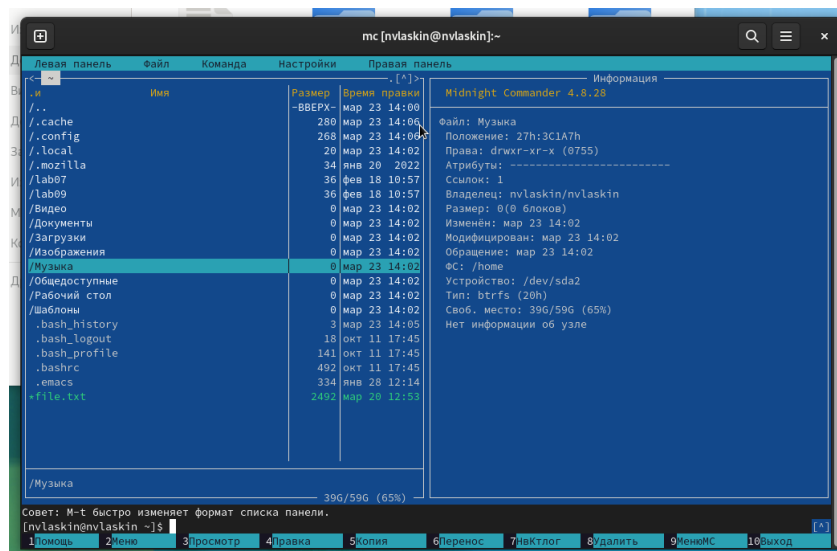 mc [nvlaskin@nvlaskin]:~
Левая панель Файл Команда Настройки Правая панель
<- ~ .[^]>
.и Имя Размер Время правки
/.. -ВВЕРХ- мар 23 14:00
/.cache 280 мар 23 14:06
/.config 268 мар 23 14:06
/.local 20 мар 23 14:02
/.mozilla 34 янв 20 2022
/lab07 36 фев 18 10:57
/lab09 36 фев 18 10:57
/Видео 0 мар 23 14:02
/Документы 0 мар 23 14:02
/Загрузки 0 мар 23 14:02
/Изображения 0 мар 23 14:02
/Музыка 0 мар 23 14:02
/Общедоступные 0 мар 23 14:02
/Рабочий стол 0 мар 23 14:02
/Шаблоны 0 мар 23 14:02
.bash_history 3 мар 23 14:05
.bash_logout 18 окт 11 17:45
.bash_profile 141 окт 11 17:45
.bashrc 492 окт 11 17:45
.emacs 334 янв 28 12:14
*file.txt 2492 мар 20 12:53
/Музыка
39G/59G (65%)
Информация
Midnight Commander 4.8.28
Файл: Музыка
Положение: 27h:3C1A7h
Права: drwxr-xr-x (0755)
Атрибуты: -------------------------
Ссылок: 1
Владелец: nvlaskin/nvlaskin
Размер: 0(0 блоков)
Изменён: мар 23 14:02
Модифицирован: мар 23 14:02
Обращение: мар 23 14:02
ФС: /home
Устройство: /dev/sda2
Тип: btrfs (20h)
Своб. место: 39G/59G (65%)
Нет информации об узле
Совет: M-t быстро изменяет формат списка панели.
[nvlaskin@nvlaskin ~]$ [^]
1Помощь 2Меню 3Просмотр 4Правка 5Копия 6Перенос 7НвКтлог 8Удалить 9МенюMC 10Выход